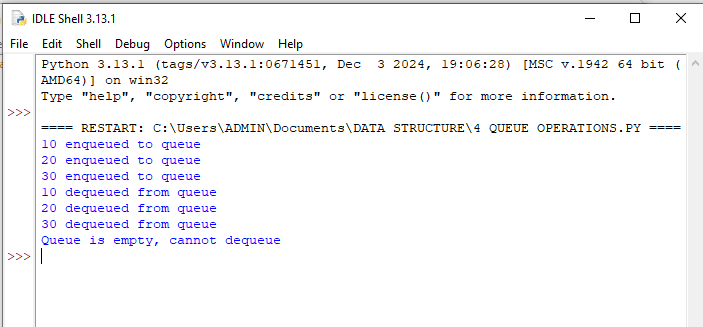 IDLE Shell 3.13.1
File Edit Shell Debug Options Window Help
Python 3.13.1 (tags/v3.13.1:0671451, Dec  3 2024, 19:06:28) [MSC v.1942 64 bit (
AMD64)] on win32
Type "help", "copyright", "credits" or "license()" for more information.
>>>
==== RESTART: C:\Users\ADMIN\Documents\DATA STRUCTURE\4 QUEUE OPERATIONS.PY ====
10 enqueued to queue
20 enqueued to queue
30 enqueued to queue
10 dequeued from queue
20 dequeued from queue
30 dequeued from queue
Queue is empty, cannot dequeue
>>>